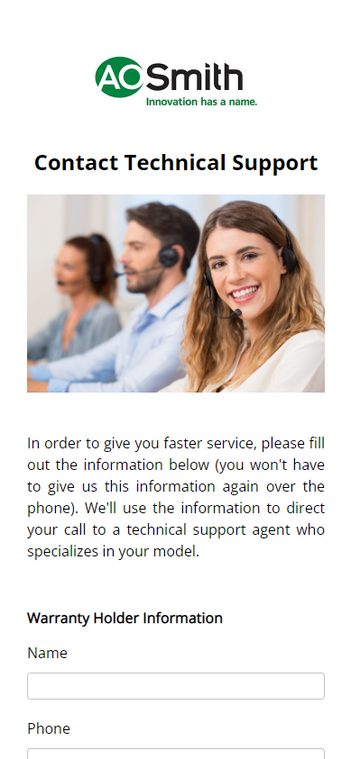 AO Smith
Innovation has a name.
Contact Technical Support
In order to give you faster service, please fill
out the information below (you won't have
to give us this information again over the
phone). We'll use the information to direct
your call to a technical support agent who
specializes in your model.
Warranty Holder Information
Name
Phone